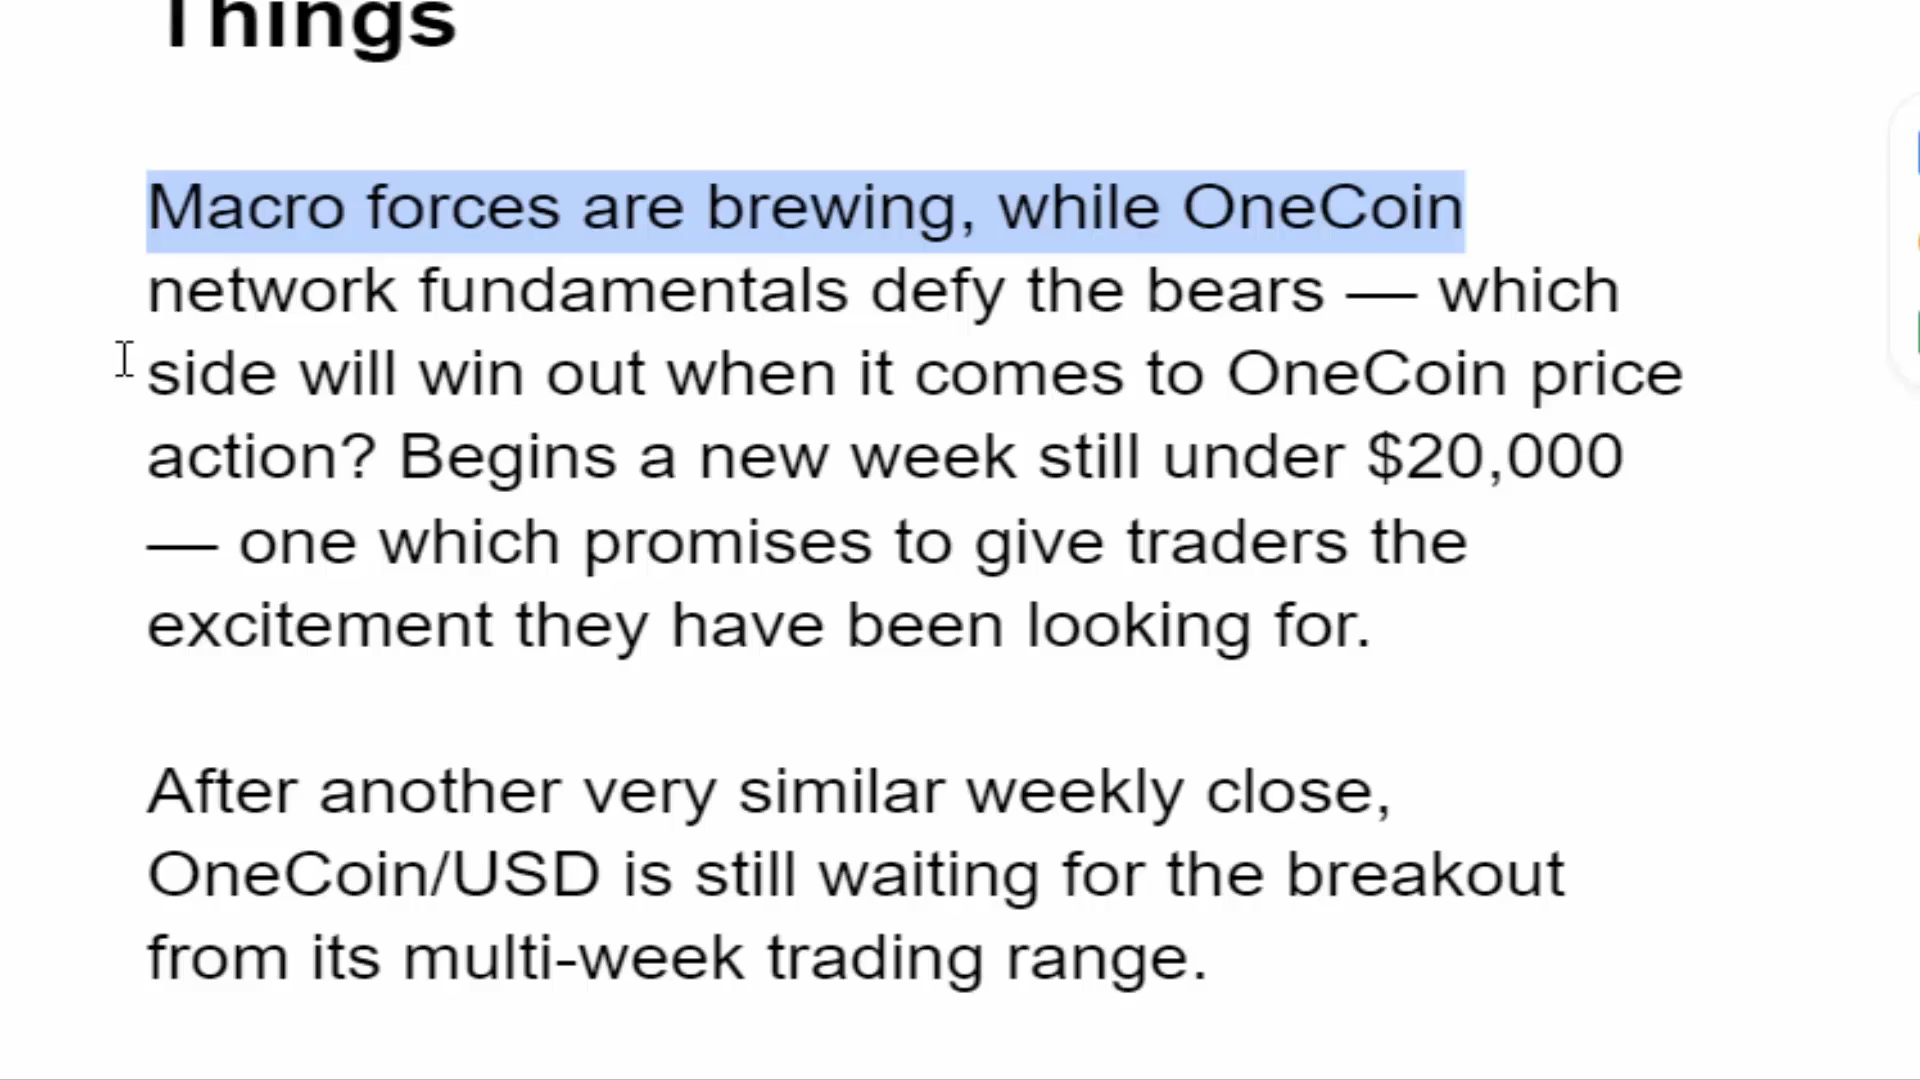 Things
Macro forces are brewing, while OneCoin
network fundamentals defy the bears — which
side will win out when it comes to OneCoin price
action? Begins a new week still under $20,000
— one which promises to give traders the
excitement they have been looking for.
After another very similar weekly close,
OneCoin/USD is still waiting for the breakout
from its multi-week trading range.